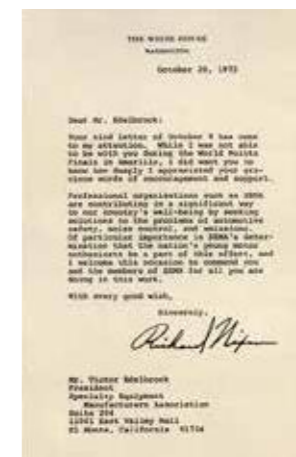 THE WHITE HOUSE
WASHINGTON
October 20, 1972
Dear Mr. Edelbrock:
Your kind letter of October 9 has come
to my attention. While I was not able
to be with you during the World Points
Finals in Amarillo, I did want you to
know how deeply I appreciated your gra-
cious words of encouragement and support.
Professional organizations such as SEMA
are contributing in a significant way
to our country's well-being by seeking
solutions to the problems of automotive
safety, noise control, and emissions.
Of particular importance is SEMA's deter-
mination that the nation's young motor
enthusiasts be a part of this effort, and
I welcome this occasion to commend you
and the members of SEMA for all you are
doing in this work.
With every good wish,
Sincerely,
Richard Nixon
Mr. Victor Edelbrock
President
Specialty Equipment
Manufacturers Association
Suite 204
11001 East Valley Mall
El Monte, California 91734